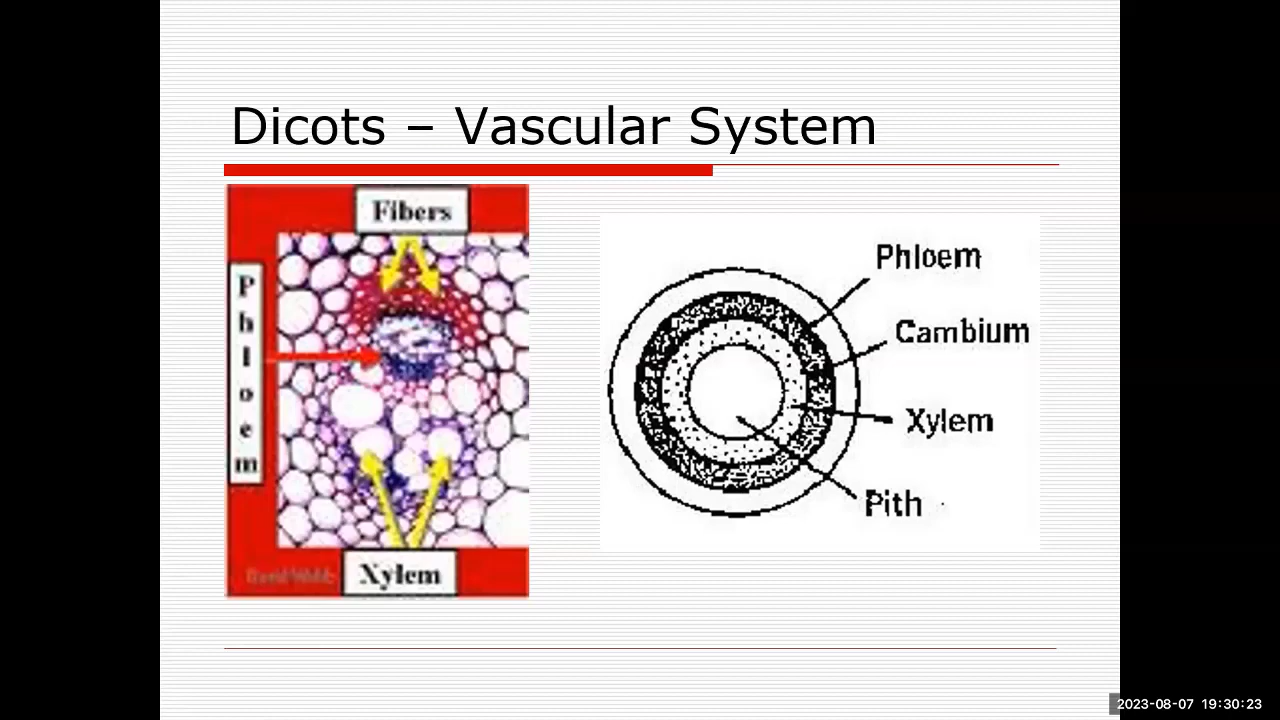 Dicots – Vascular System
Fibers
Phloem
Xylem
Phloem
Cambium
Xylem
Pith
2023-08-07 19:30:23